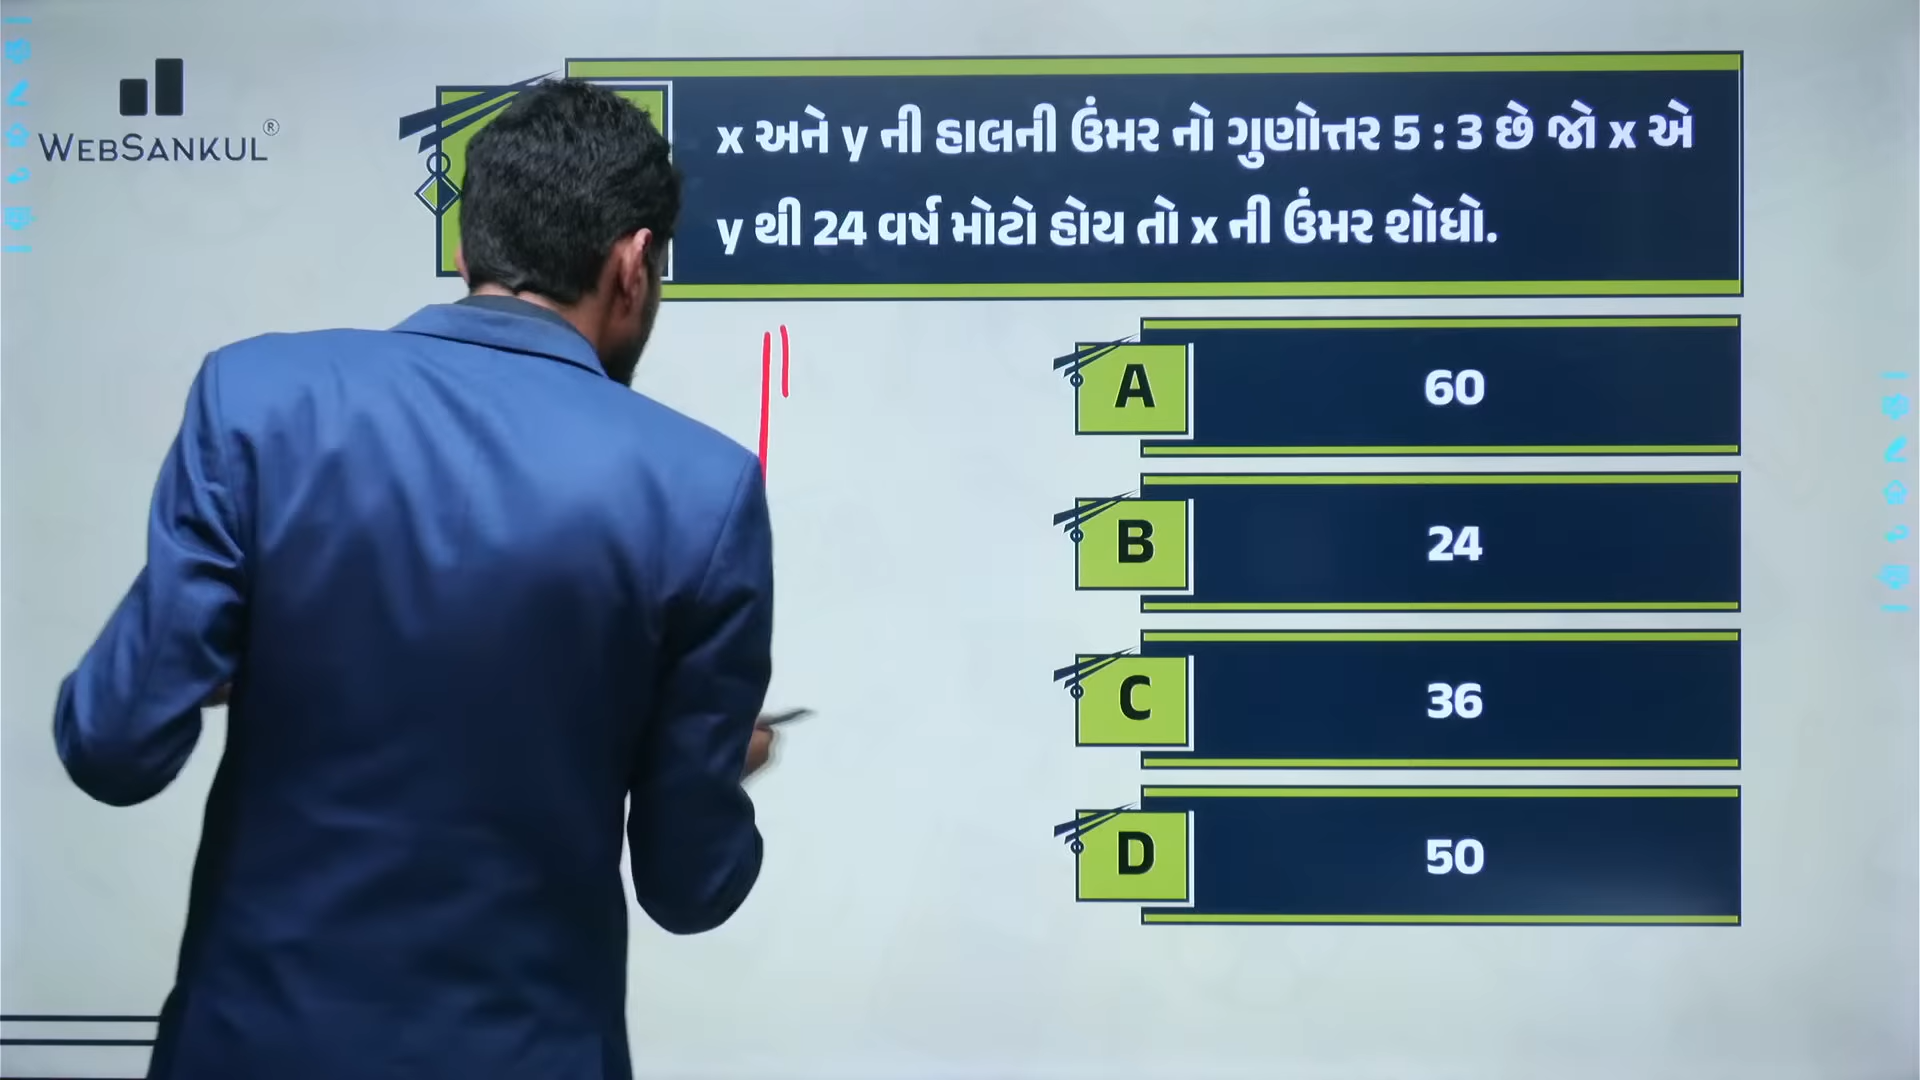 WEBSANKUL®
x અને y ની હાલની ઉંમર નો ગુણોત્તર 5 : 3 છે જો x એ
y થી 24 વર્ષ મોટો હોય તો x ની ઉંમર શોધો.
A 60
B 24
C 36
D 50